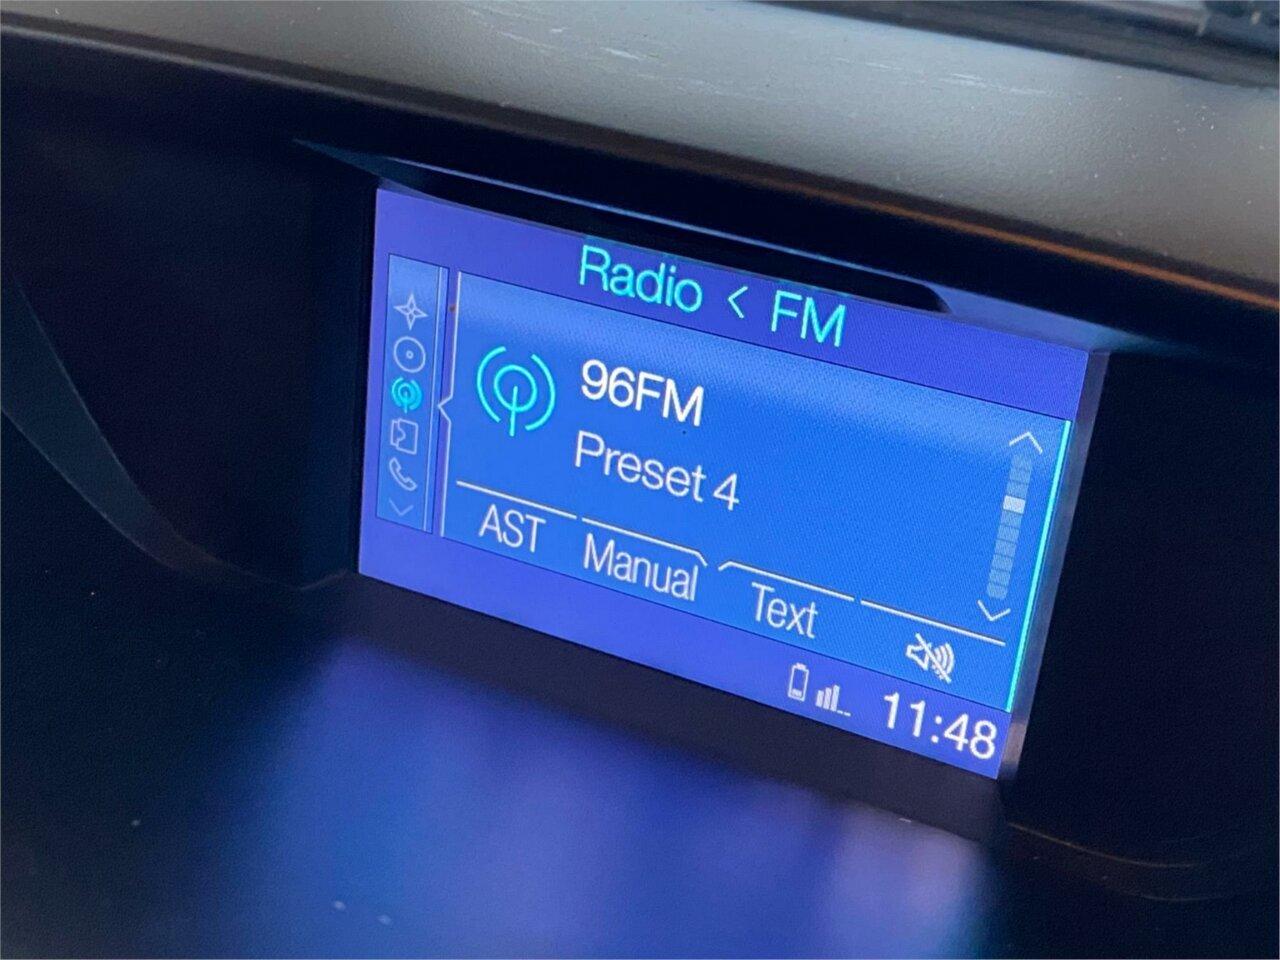 Radio < FM
96FM
Preset 4
AST Manual Text
11:48